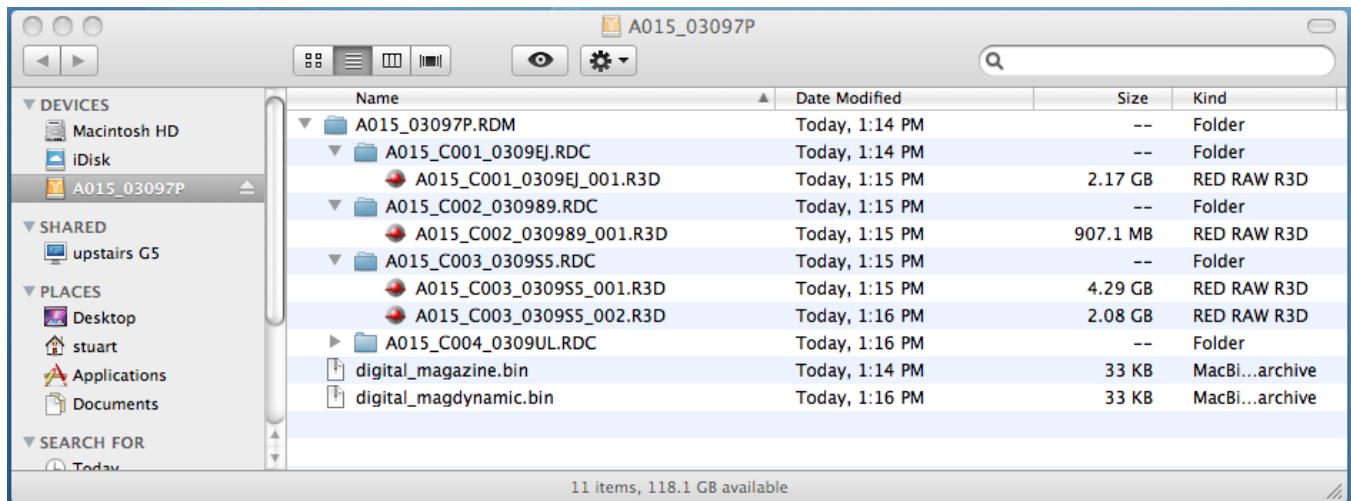 A015_03097P
Name Date Modified Size Kind
DEVICES
Macintosh HD
iDisk
A015_03097P
SHARED
upstairs G5
PLACES
Desktop
stuart
Applications
Documents
SEARCH FOR
Today
A015_03097P.RDM Today, 1:14 PM -- Folder
A015_C001_0309EJ.RDC Today, 1:14 PM -- Folder
A015_C001_0309EJ_001.R3D Today, 1:15 PM 2.17 GB RED RAW R3D
A015_C002_030989.RDC Today, 1:15 PM -- Folder
A015_C002_030989_001.R3D Today, 1:15 PM 907.1 MB RED RAW R3D
A015_C003_0309S5.RDC Today, 1:15 PM -- Folder
A015_C003_0309S5_001.R3D Today, 1:15 PM 4.29 GB RED RAW R3D
A015_C003_0309S5_002.R3D Today, 1:16 PM 2.08 GB RED RAW R3D
A015_C004_0309UL.RDC Today, 1:16 PM -- Folder
digital_magazine.bin Today, 1:14 PM 33 KB MacBi...archive
digital_magdynamic.bin Today, 1:16 PM 33 KB MacBi...archive
11 items, 118.1 GB available